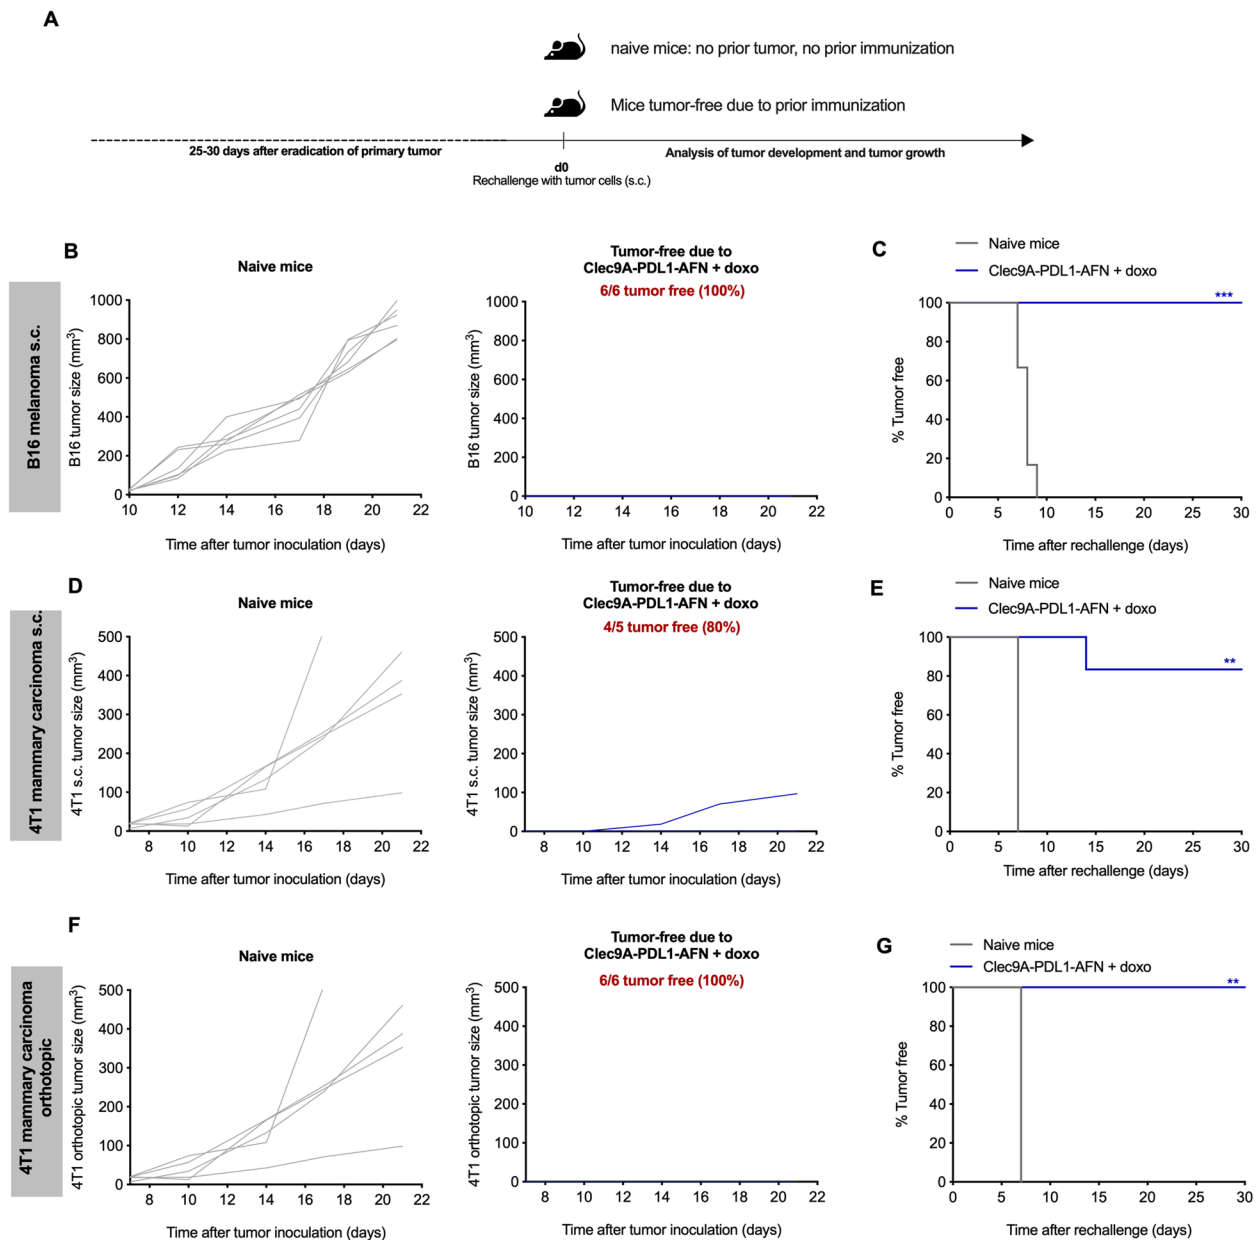 A
naive mice: no prior tumor, no prior immunization
Mice tumor-free due to prior immunization
25-30 days after eradication of primary tumor
Analysis of tumor development and tumor growth
d0
Rechallenge with tumor cells (s.c.)
B16 melanoma s.c.
B
Naive mice
B16 tumor size (mm³)
1000
800
600
400
200
0
10 12 14 16 18 20 22
Time after tumor inoculation (days)
Tumor-free due to
Clec9A-PDL1-AFN + doxo
6/6 tumor free (100%)
B16 tumor size (mm³)
1000
800
600
400
200
0
10 12 14 16 18 20 22
Time after tumor inoculation (days)
C
Naive mice
Clec9A-PDL1-AFN + doxo
***
% Tumor free
100
80
60
40
20
0
0 5 10 15 20 25 30
Time after rechallenge (days)
4T1 mammary carcinoma s.c.
D
Naive mice
4T1 s.c. tumor size (mm³)
500
400
300
200
100
0
8 10 12 14 16 18 20 22
Time after tumor inoculation (days)
Tumor-free due to
Clec9A-PDL1-AFN + doxo
4/5 tumor free (80%)
4T1 s.c. tumor size (mm³)
500
400
300
200
100
0
8 10 12 14 16 18 20 22
Time after tumor inoculation (days)
E
Naive mice
Clec9A-PDL1-AFN + doxo
**
% Tumor free
100
80
60
40
20
0
0 5 10 15 20 25 30
Time after rechallenge (days)
4T1 mammary carcinoma
orthotopic
F
Naive mice
4T1 orthotopic tumor size (mm³)
500
400
300
200
100
0
8 10 12 14 16 18 20 22
Time after tumor inoculation (days)
Tumor-free due to
Clec9A-PDL1-AFN + doxo
6/6 tumor free (100%)
4T1 orthotopic tumor size (mm³)
500
400
300
200
100
0
8 10 12 14 16 18 20 22
Time after tumor inoculation (days)
G
Naive mice
Clec9A-PDL1-AFN + doxo
**
% Tumor free
100
80
60
40
20
0
0 5 10 15 20 25 30
Time after rechallenge (days)